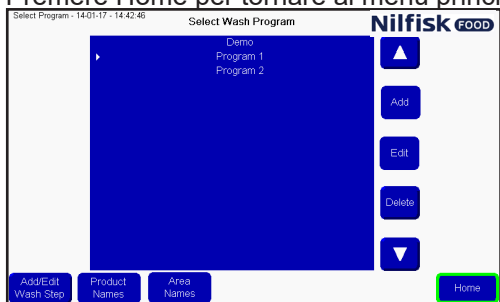 Premere Home per tornare al menu princi
Select Program - 14-01-17 - 14:42:46
Select Wash Program
Nilfisk FOOD
Demo
Program 1
Program 2
Add
Edit
Delete
Add/Edit
Wash Step
Product
Names
Area
Names
Home